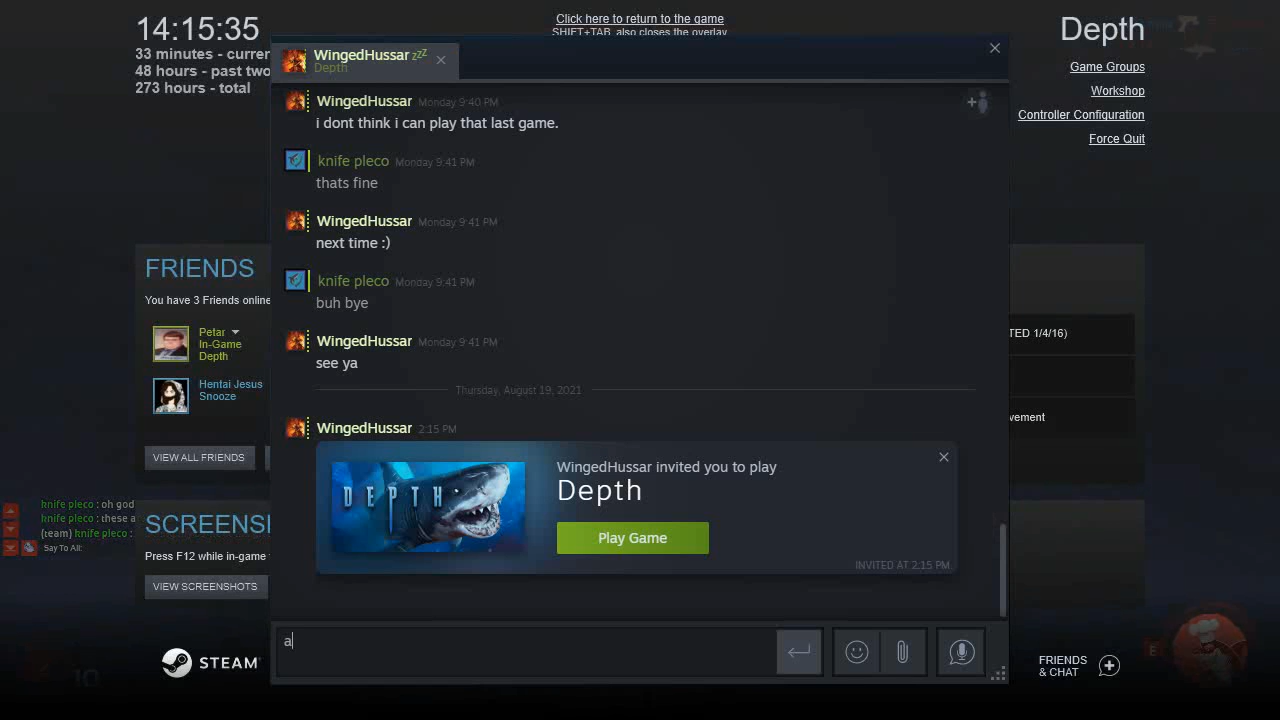 14:15:35
33 minutes - curren
48 hours - past two
273 hours - total
Click here to return to the game
SHIFT+TAB also closes the overlay
Depth
Game Groups
Workshop
Controller Configuration
Force Quit
WingedHussar zzZ
Depth
WingedHussar Monday 9:40 PM
i dont think i can play that last game.
knife pleco Monday 9:41 PM
thats fine
WingedHussar Monday 9:41 PM
next time :)
knife pleco Monday 9:41 PM
buh bye
WingedHussar Monday 9:41 PM
see ya
Thursday, August 19, 2021
WingedHussar 2:15 PM
DEPTH
WingedHussar invited you to play
Depth
Play Game
INVITED AT 2:15 PM
a
FRIENDS
You have 3 Friends online
Petar
In-Game
Depth
Hentai Jesus
Snooze
VIEW ALL FRIENDS
TED 1/4/16)
vement
knife pleco : oh god
knife pleco : these a
(team) knife pleco :
Say To All:
SCREENS
Press F12 while in-game
VIEW SCREENSHOTS
STEAM
FRIENDS
& CHAT